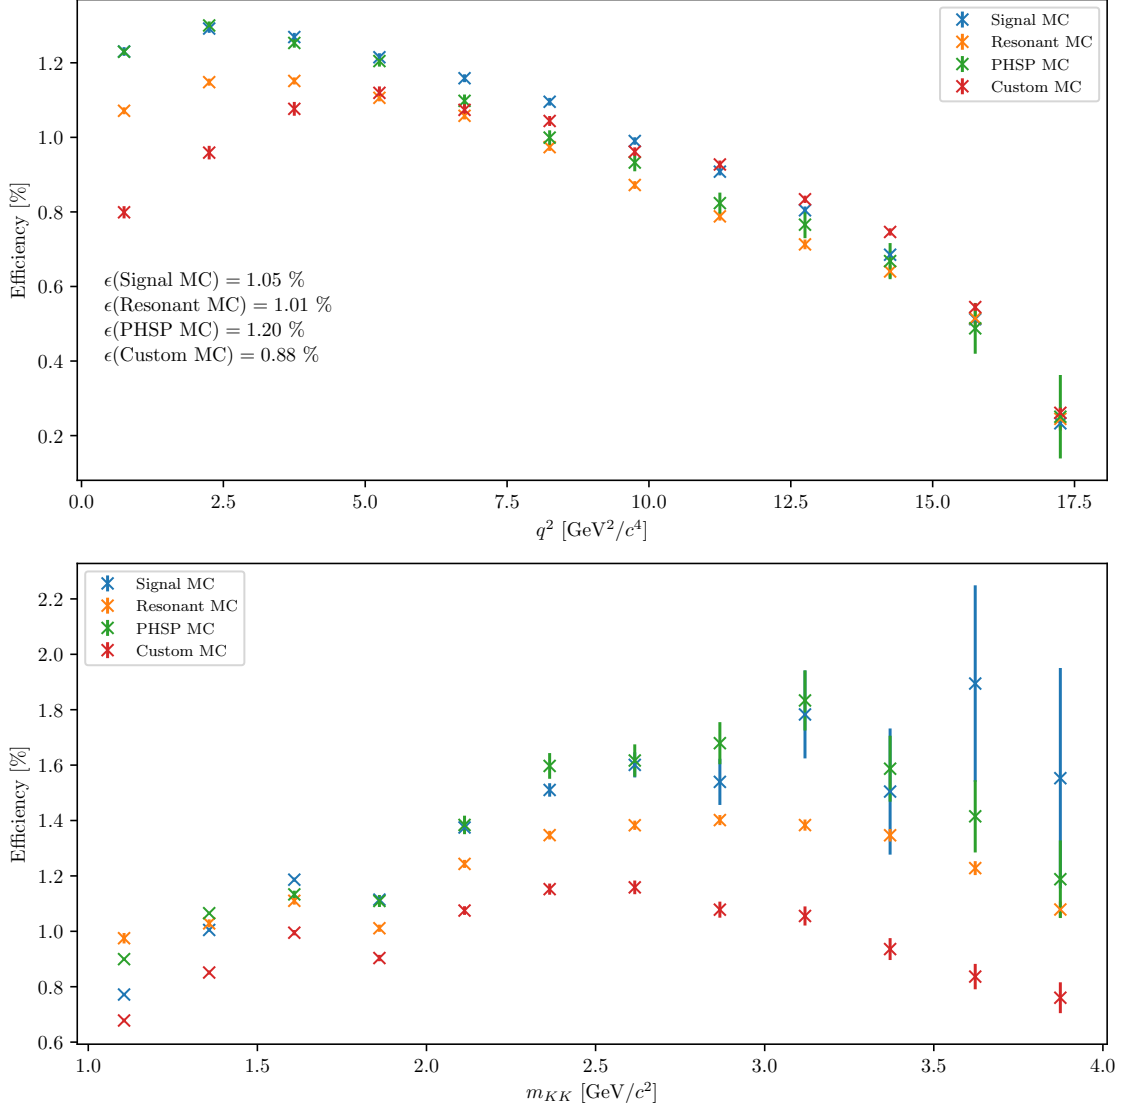 Signal MC
Resonant MC
PHSP MC
Custom MC
Efficiency [%]
1.2
1.0
0.8
0.6
0.4
0.2
ϵ(Signal MC) = 1.05 %
ϵ(Resonant MC) = 1.01 %
ϵ(PHSP MC) = 1.20 %
ϵ(Custom MC) = 0.88 %
0.0 2.5 5.0 7.5 10.0 12.5 15.0 17.5
q² [GeV²/c⁴]
Signal MC
Resonant MC
PHSP MC
Custom MC
Efficiency [%]
2.2
2.0
1.8
1.6
1.4
1.2
1.0
0.8
0.6
1.0 1.5 2.0 2.5 3.0 3.5 4.0
m_{KK} [GeV/c²]